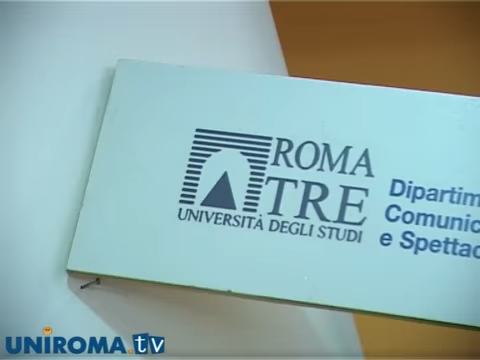 ROMA
TRE
UNIVERSITÀ DEGLI STUDI
Dipartim
Comunic
e Spettac
UNIROMA.tv